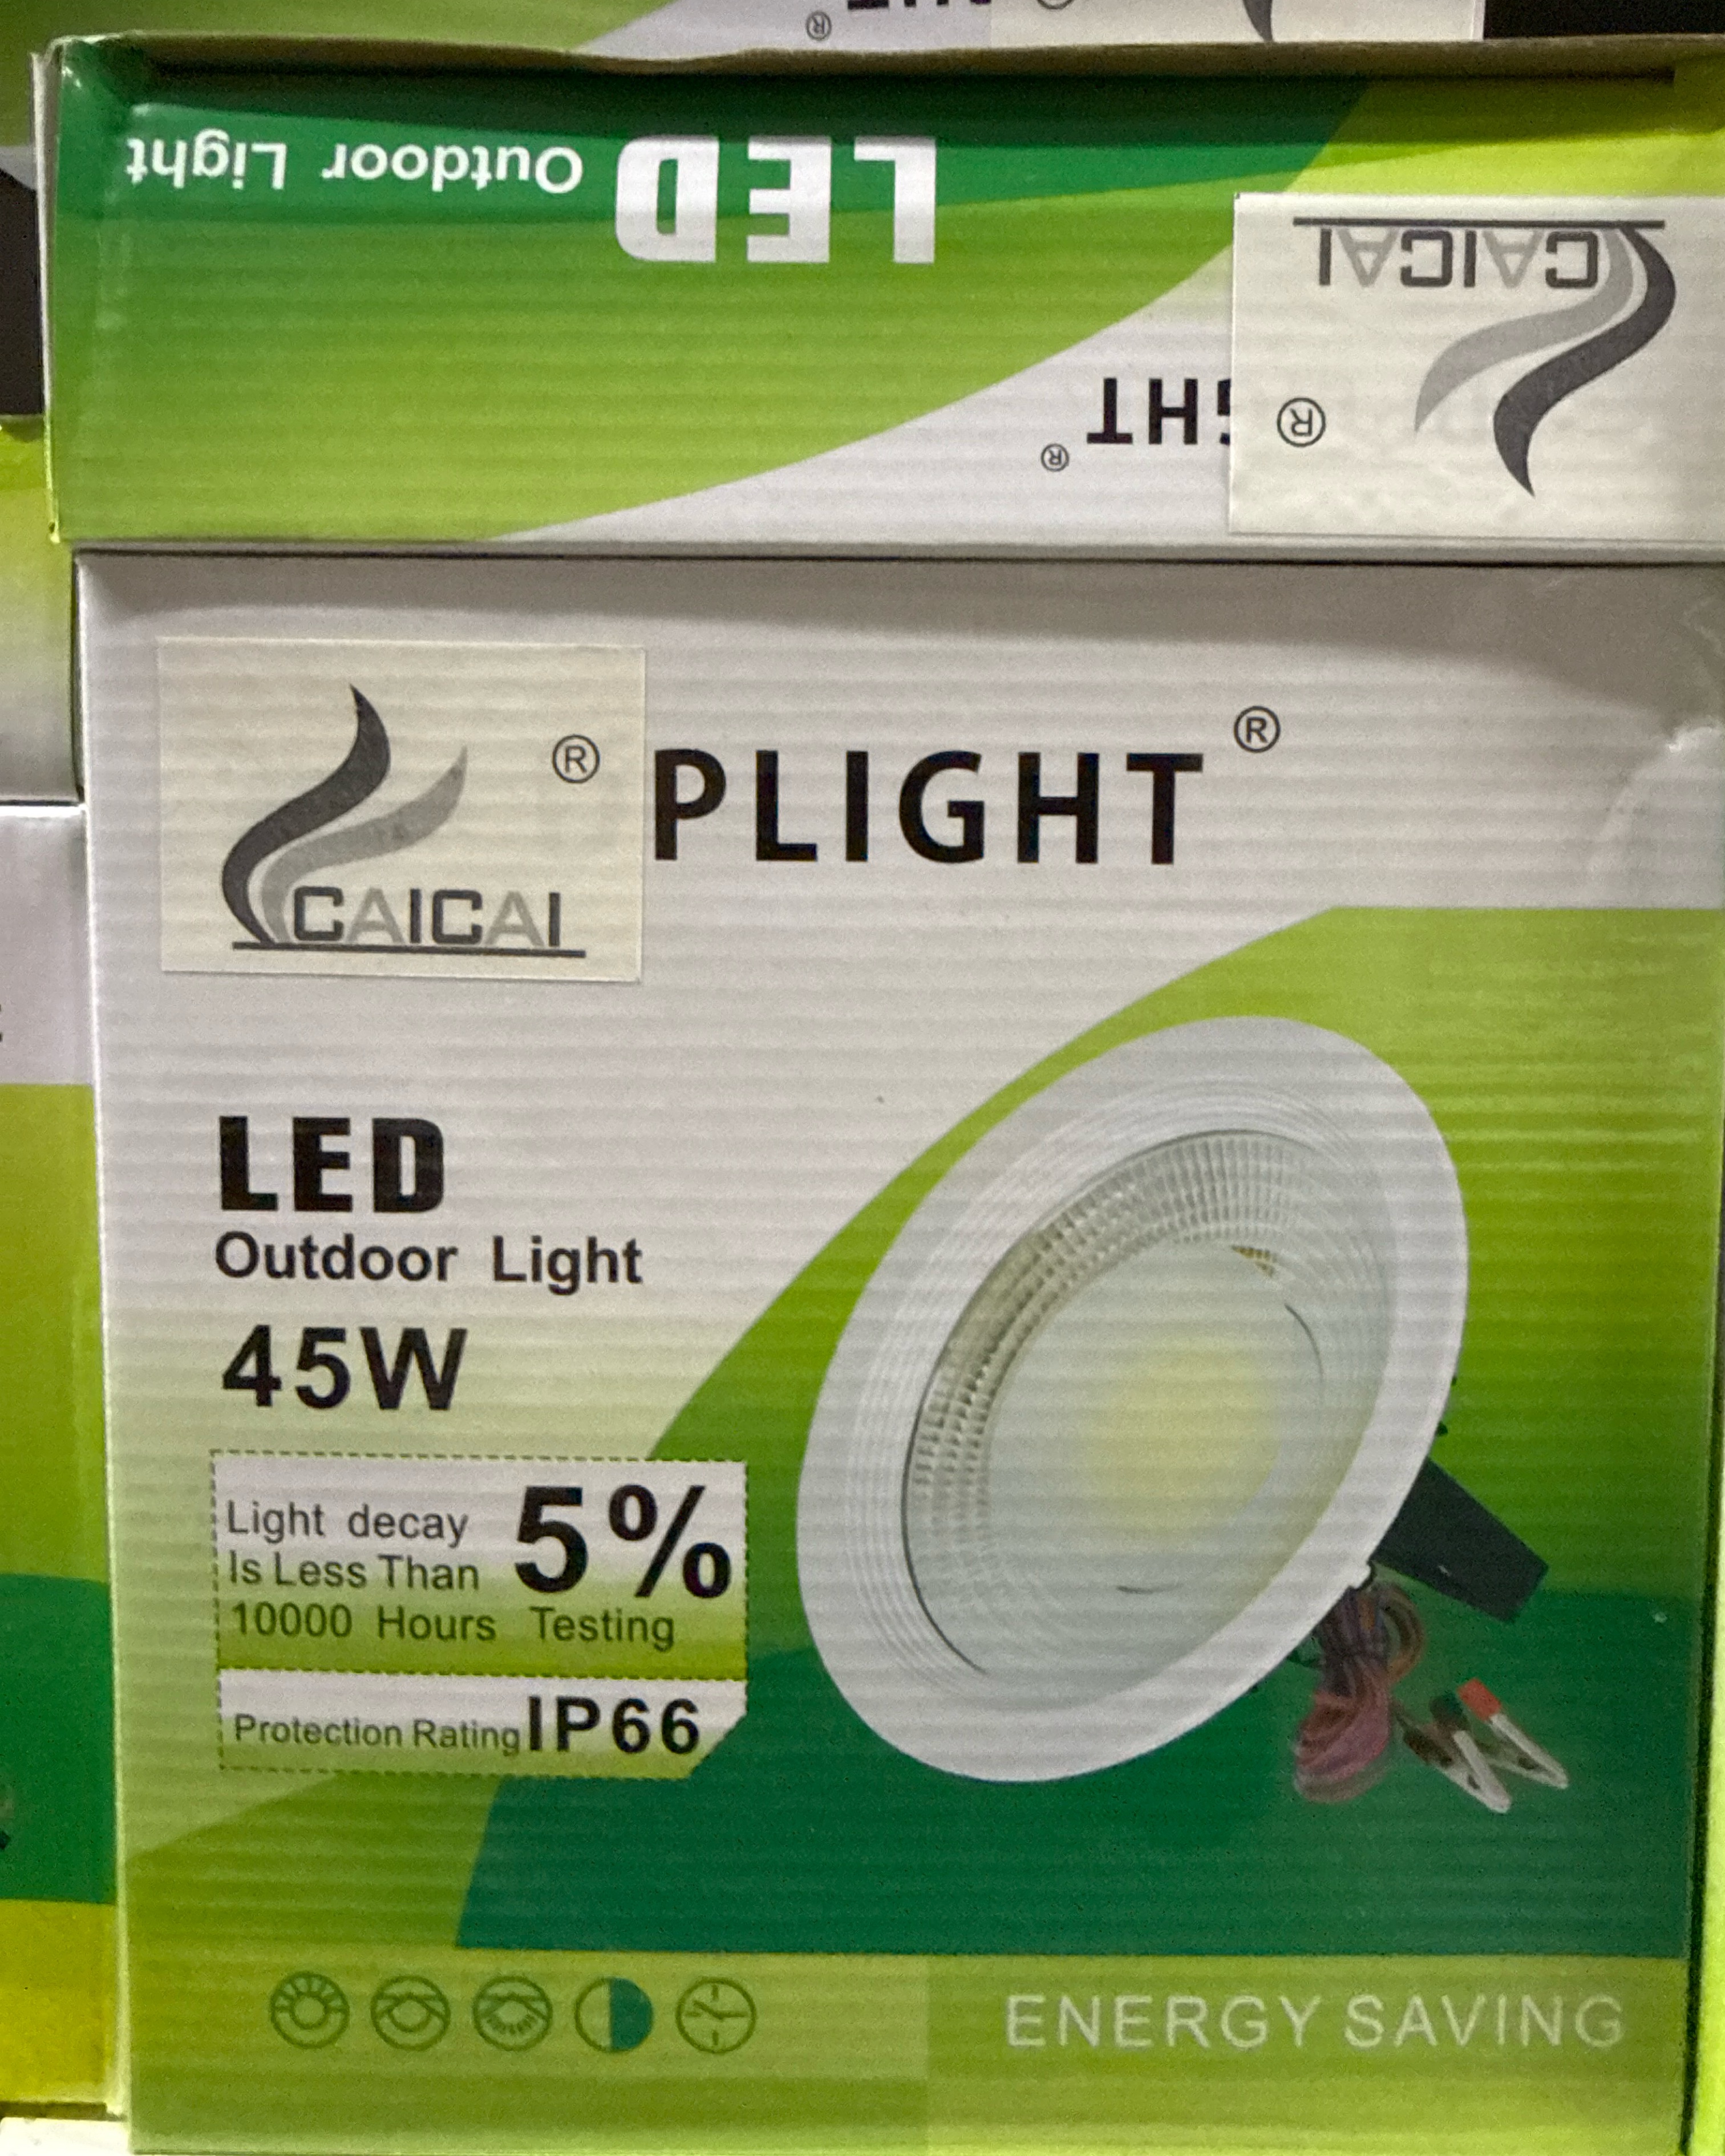 LED Outdoor Light
CAICAI ®
HT ®
CAICAI ®
PLIGHT ®
LED
Outdoor Light
45W
Light decay
Is Less Than 5%
10000 Hours Testing
Protection Rating IP66
ENERGY SAVING